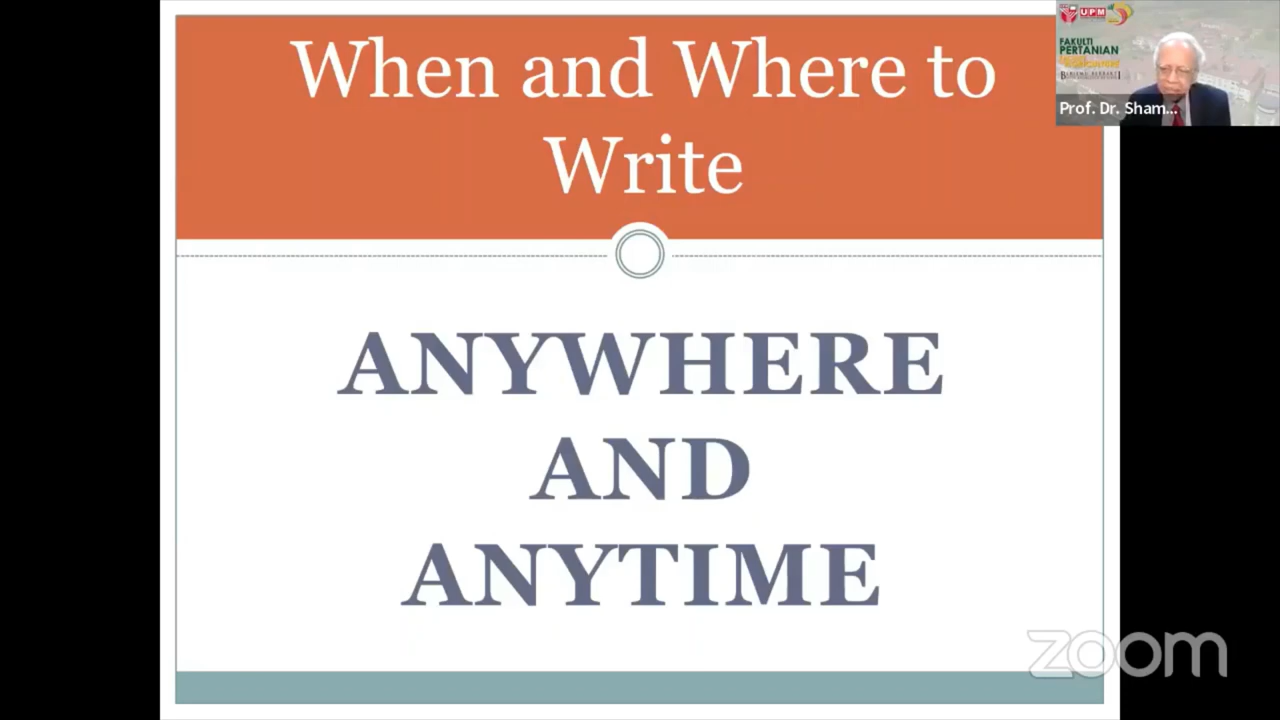 When and Where to
Write
ANYWHERE
AND
ANYTIME
UPM
FAKULTI
PERTANIAN
Prof. Dr. Sham...
zoom